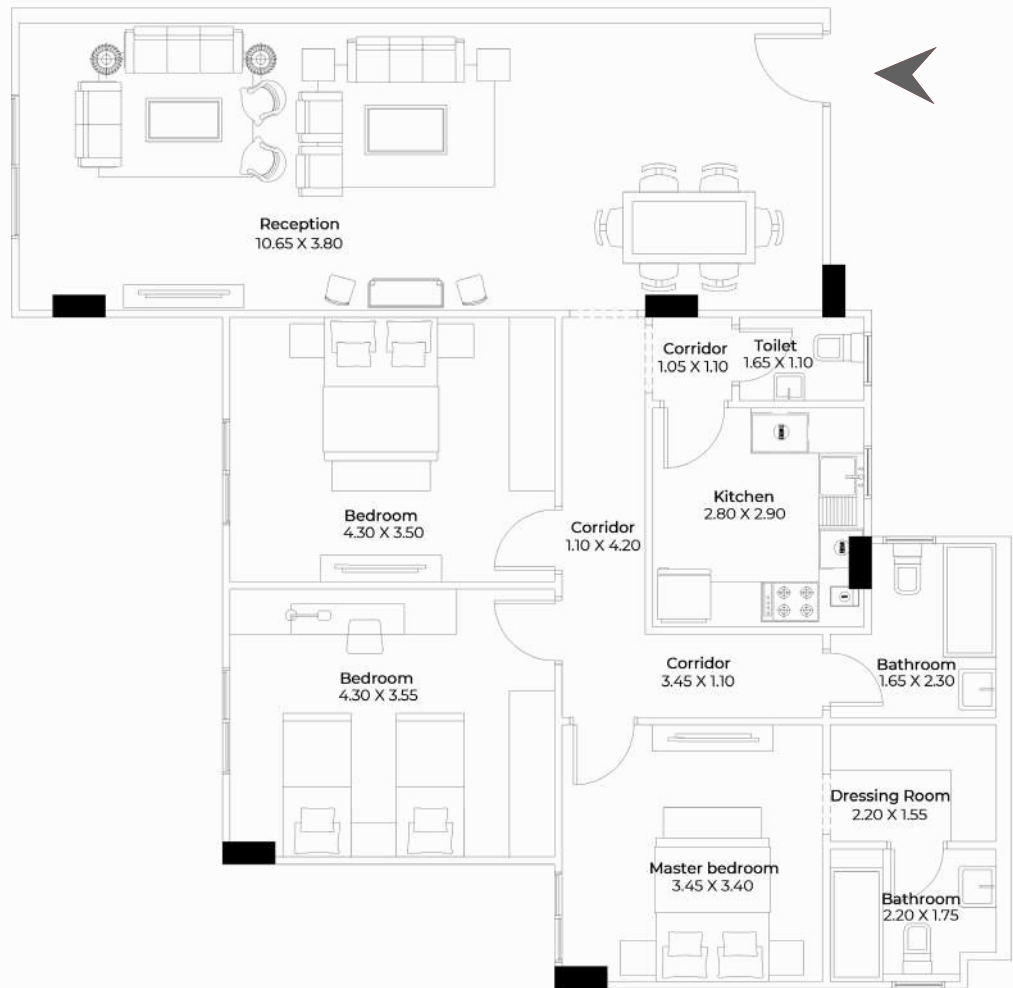 Reception
10.65 X 3.80
Corridor
1.05 X 1.10
Toilet
1.65 X 1.10
Bedroom
4.30 X 3.50
Kitchen
2.80 X 2.90
Corridor
1.10 X 4.20
Corridor
3.45 X 1.10
Bathroom
1.65 X 2.30
Bedroom
4.30 X 3.55
Dressing Room
2.20 X 1.55
Master bedroom
3.45 X 3.40
Bathroom
2.20 X 1.75